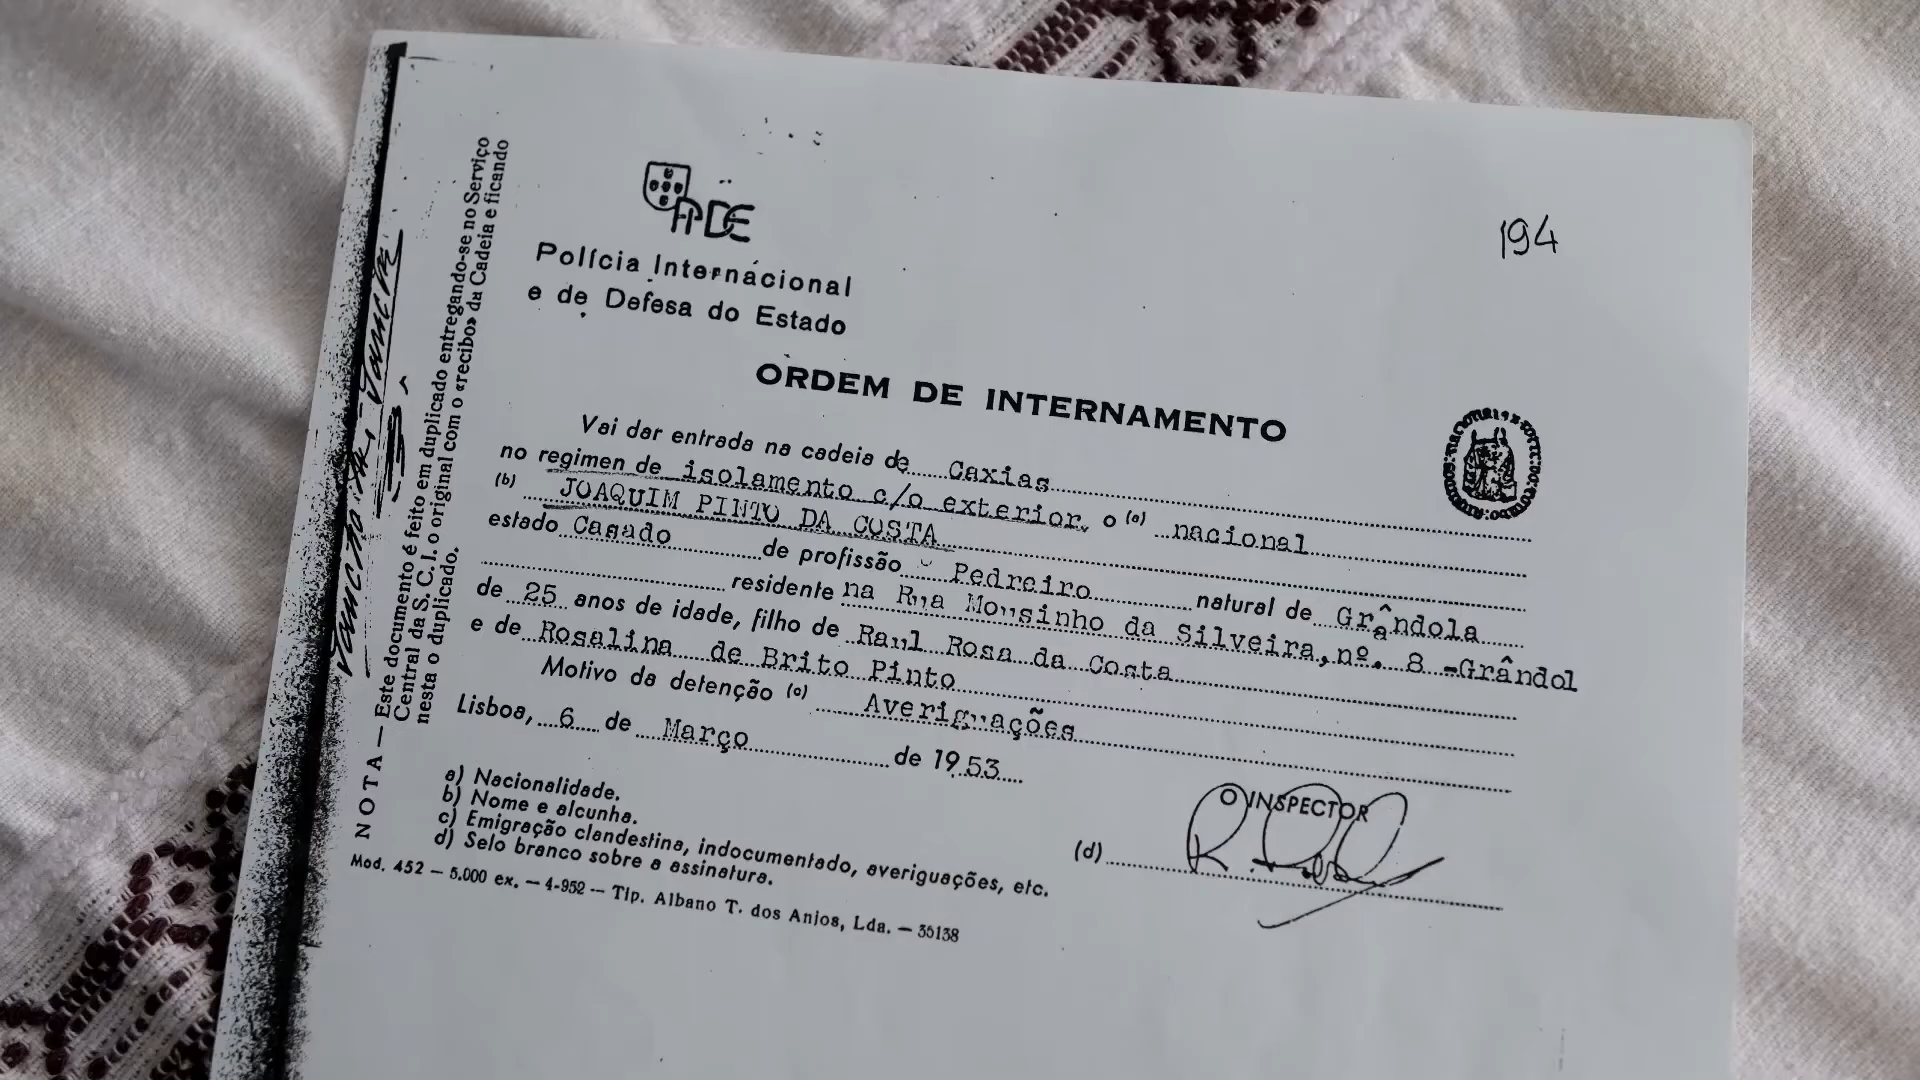 PIDE
Polícia Internacional
e de Defesa do Estado
194
ORDEM DE INTERNAMENTO
Vai dar entrada na cadeia de Caxias
no regimen de isolamento c/o exterior, o (a) nacional
(b) JOAQUIM PINTO DA COSTA
estado Casado de profissão Pedreiro natural de Grândola
residente na Rua Mousinho da Silveira, nº. 8 -Grândol
de 25 anos de idade, filho de Raul Rosa da Costa
e de Rosalina de Brito Pinto
Motivo da detenção (c) Averiguações
Lisboa, 6 de Março de 1953
a) Nacionalidade.
b) Nome e alcunha.
c) Emigração clandestina, indocumentado, averiguações, etc.
d) Selo branco sobre a assinatura.
Mod. 452 — 5.000 ex. — 4-952 — Tip. Albano T. dos Anjos, Lda. — 35138
O INSPECTOR
(d)
NOTA — Este documento é feito em duplicado entregando-se no Serviço
Central da S. C. I. o original com o «recibo» da Cadeia e ficando
nesta o duplicado.